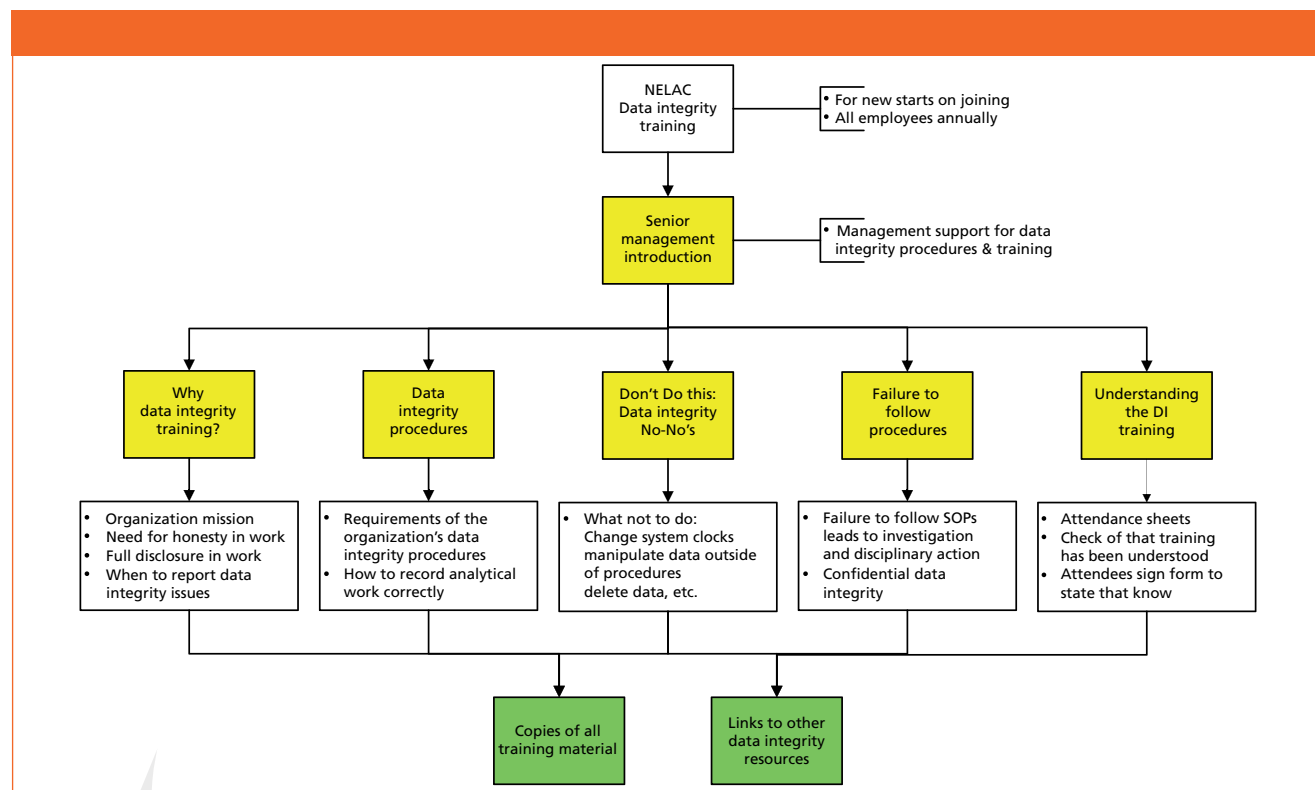 NELAC
Data integrity
training
• For new starts on joining
• All employees annually
Senior
management
introduction
• Management support for data
integrity procedures & training
Why
data integrity
training?
Data
integrity
procedures
Don't Do this:
Data integrity
No-No's
Failure to
follow
procedures
Understanding
the DI
training
• Organization mission
• Need for honesty in work
• Full disclosure in work
• When to report data
integrity issues
• Requirements of the
organization's data
integrity procedures
• How to record analytical
work correctly
• What not to do:
Change system clocks
manipulate data outside
of procedures
delete data, etc.
• Failure to follow SOPs
leads to investigation
and disciplinary action
• Confidential data
integrity
• Attendance sheets
• Check of that training
has been understood
• Attendees sign form to
state that know
Copies of all
training material
Links to other
data integrity
resources